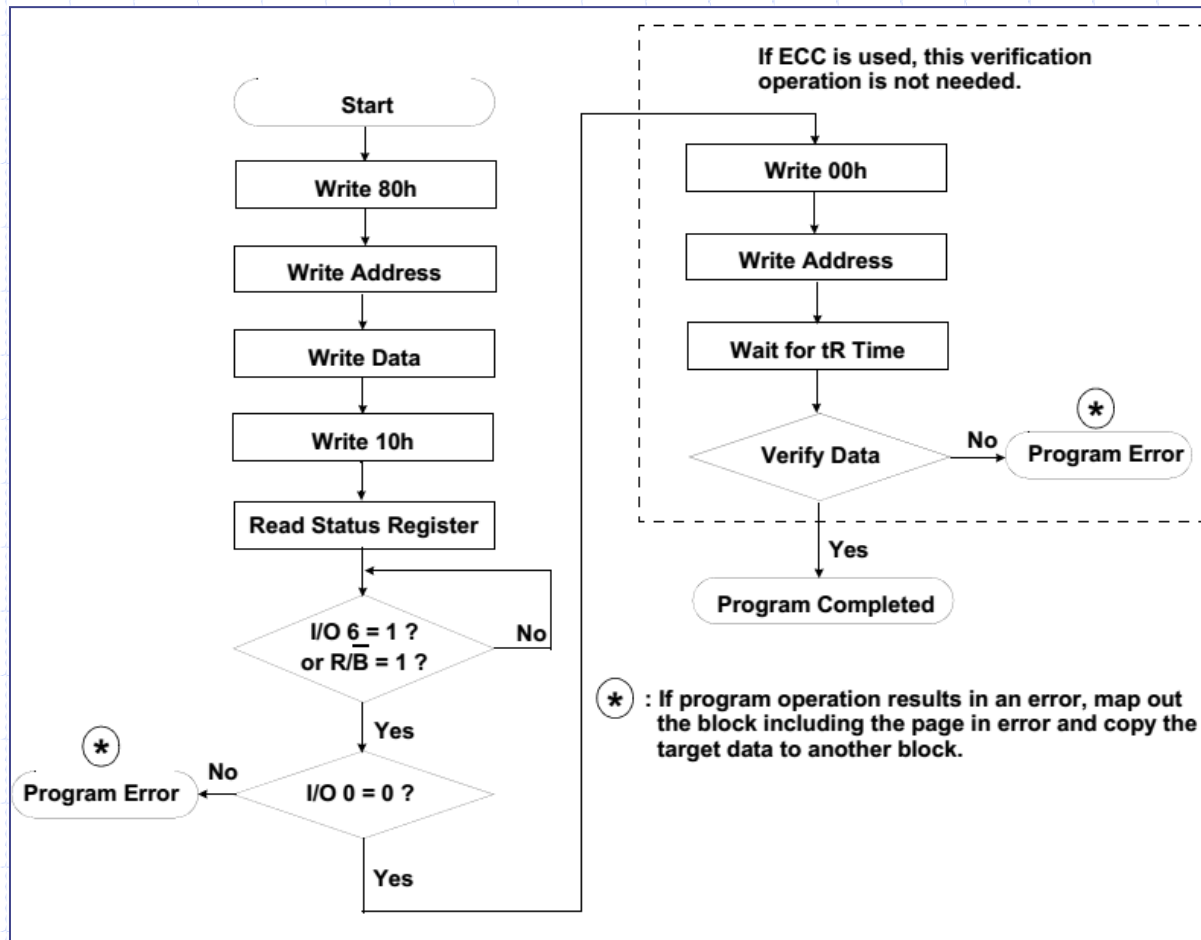 Start
Write 80h
Write Address
Write Data
Write 10h
Read Status Register
I/O 6 = 1 ?
or R/B̅ = 1 ?
No
Yes
*
No
Program Error
I/O 0 = 0 ?
Yes
If ECC is used, this verification
operation is not needed.
Write 00h
Write Address
Wait for tR Time
*
Verify Data
No
Program Error
Yes
Program Completed
* : If program operation results in an error, map out
the block including the page in error and copy the
target data to another block.